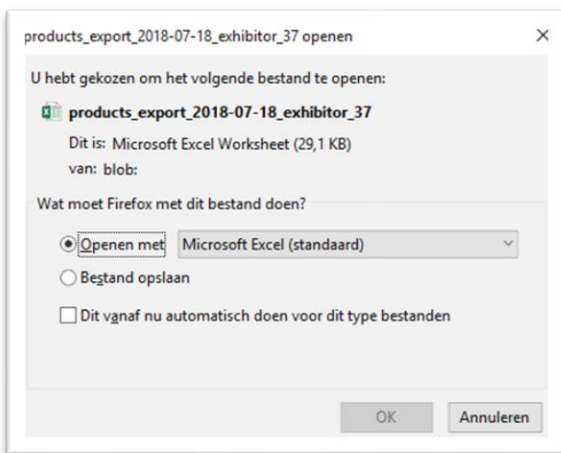 products_export_2018-07-18_exhibitor_37 openen
U hebt gekozen om het volgende bestand te openen:
products_export_2018-07-18_exhibitor_37
Dit is: Microsoft Excel Worksheet (29,1 KB)
van: blob:
Wat moet Firefox met dit bestand doen?
Openen met Microsoft Excel (standaard)
Bestand opslaan
Dit vanaf nu automatisch doen voor dit type bestanden
OK Annuleren